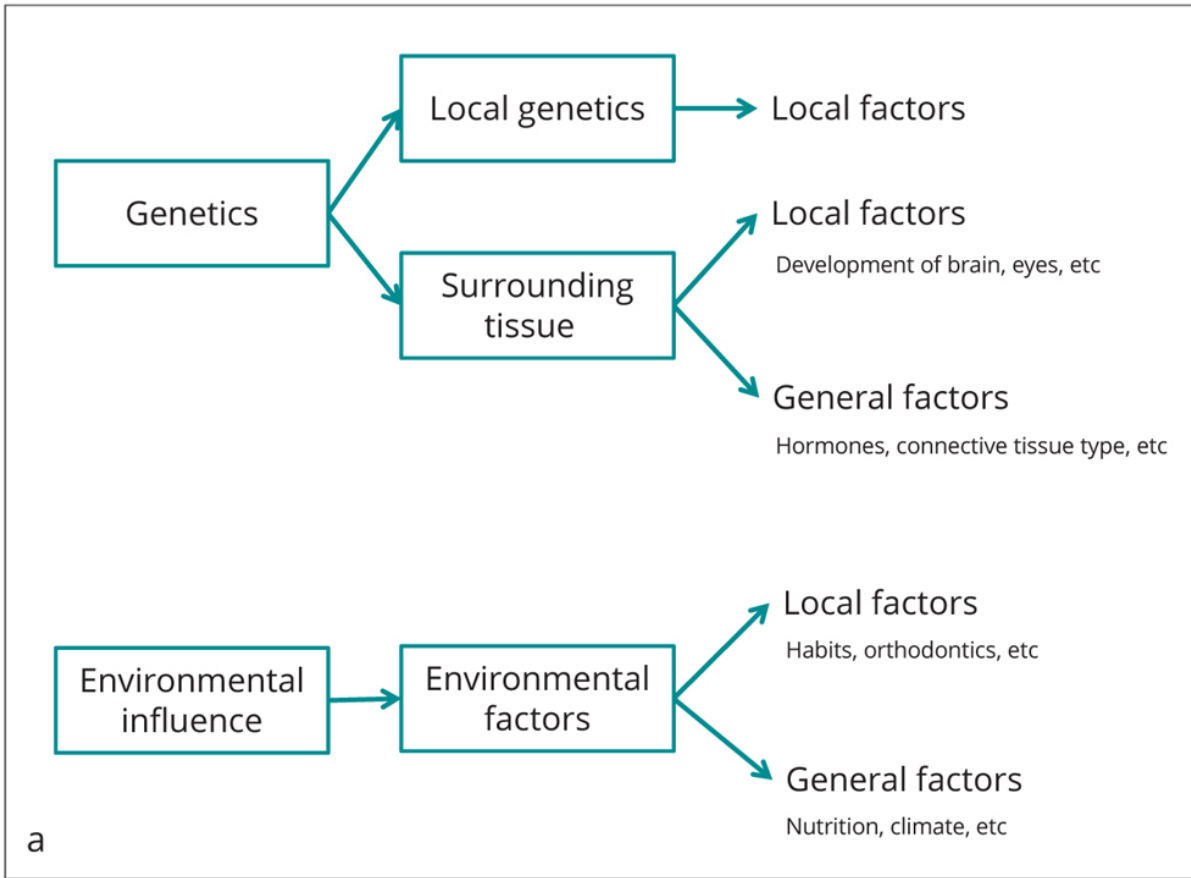 Local genetics
Local factors
Genetics
Local factors
Development of brain, eyes, etc
Surrounding
tissue
General factors
Hormones, connective tissue type, etc
Local factors
Habits, orthodontics, etc
Environmental
influence
Environmental
factors
General factors
Nutrition, climate, etc
a